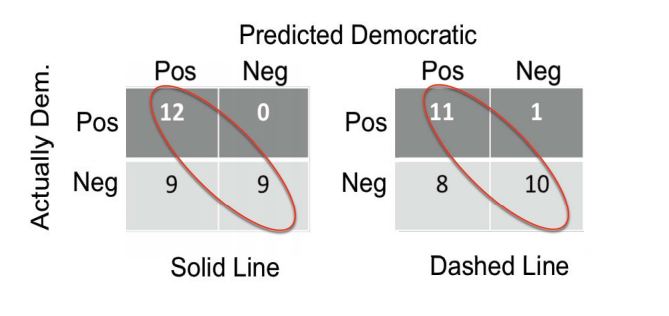 Predicted Democratic
Pos Neg Pos Neg
Actually Dem.
Pos 12 0 Pos 11 1
Neg 9 9 Neg 8 10
Solid Line Dashed Line